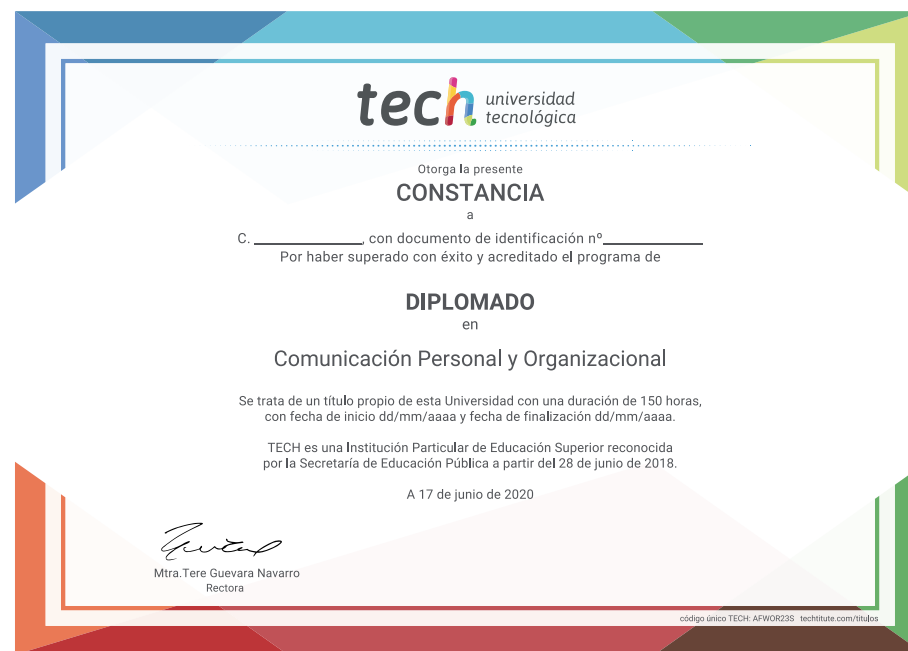 tech universidad
tecnológica
Otorga la presente
CONSTANCIA
a
C. ____________, con documento de identificación nº___________
Por haber superado con éxito y acreditado el programa de
DIPLOMADO
en
Comunicación Personal y Organizacional
Se trata de un título propio de esta Universidad con una duración de 150 horas,
con fecha de inicio dd/mm/aaaa y fecha de finalización dd/mm/aaaa.
TECH es una Institución Particular de Educación Superior reconocida
por la Secretaría de Educación Pública a partir del 28 de junio de 2018.
A 17 de junio de 2020
Mtra.Tere Guevara Navarro
Rectora
código único TECH: AFWOR23S techtitute.com/titulos